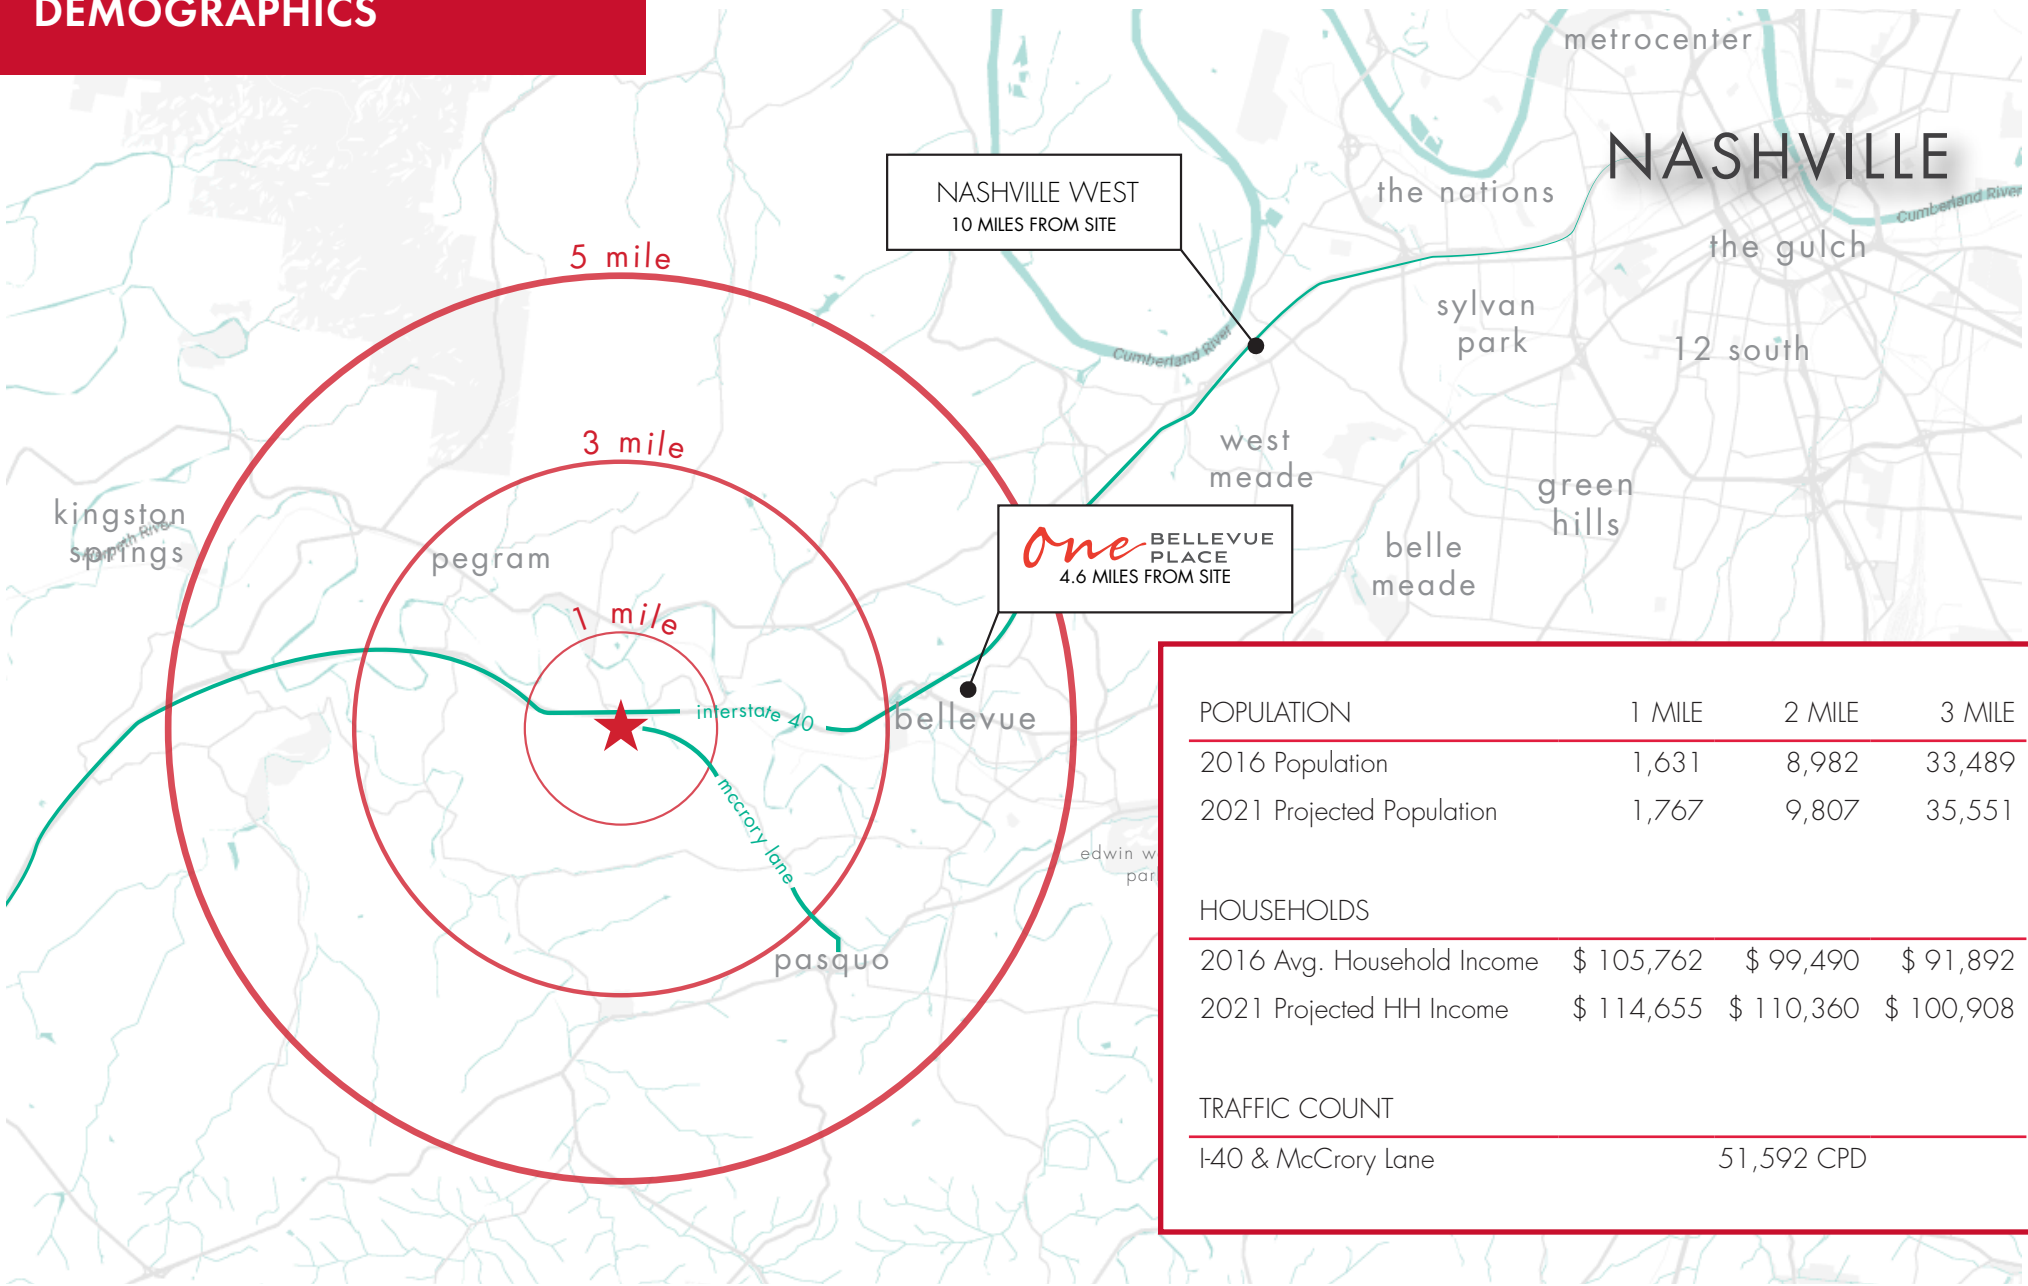 DEMOGRAPHICS
metrocenter
NASHVILLE
Cumberland River
the nations
the gulch
NASHVILLE WEST
10 MILES FROM SITE
5 mile
sylvan
park
12 south
Cumberland River
3 mile
west
meade
green
hills
kingston
springs
pegram
One BELLEVUE
PLACE
4.6 MILES FROM SITE
belle
meade
1 mile
interstate 40
bellevue
mccrory lane
pasquo
edwin w
par
POPULATION 1 MILE 2 MILE 3 MILE
2016 Population 1,631 8,982 33,489
2021 Projected Population 1,767 9,807 35,551
HOUSEHOLDS
2016 Avg. Household Income $ 105,762 $ 99,490 $ 91,892
2021 Projected HH Income $ 114,655 $ 110,360 $ 100,908
TRAFFIC COUNT
I-40 & McCrory Lane 51,592 CPD